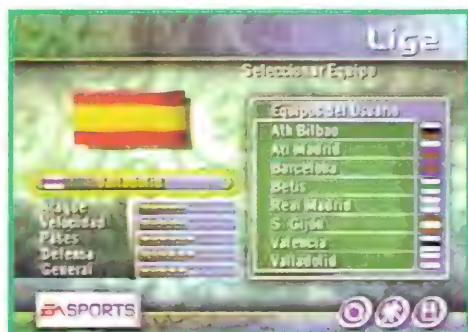 Liga
Seleccionar Equipo
Equipos del Usuario
Ath Bilbao
Atl Madrid
Barcelona
Betis
Real Madrid
S. Gijón
Valencia
Valladolid
Velocidad
Pases
Defensa
General
EA SPORTS